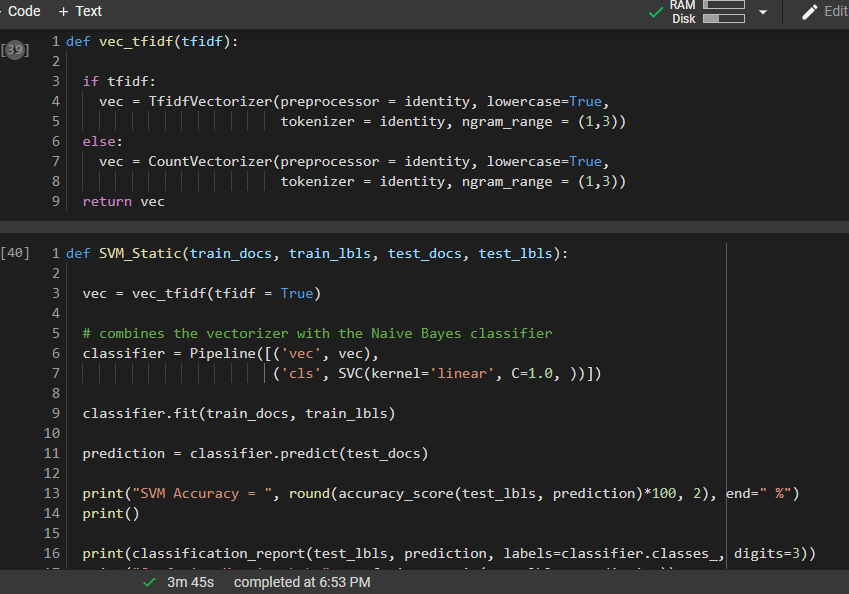 Code + Text RAM Disk Edit
[39]
1 def vec_tfidf(tfidf):
2
3 if tfidf:
4 vec = TfidfVectorizer(preprocessor = identity, lowercase=True,
5 tokenizer = identity, ngram_range = (1,3))
6 else:
7 vec = CountVectorizer(preprocessor = identity, lowercase=True,
8 tokenizer = identity, ngram_range = (1,3))
9 return vec
[40]
1 def SVM_Static(train_docs, train_lbls, test_docs, test_lbls):
2
3 vec = vec_tfidf(tfidf = True)
4
5 # combines the vectorizer with the Naive Bayes classifier
6 classifier = Pipeline([('vec', vec),
7 ('cls', SVC(kernel='linear', C=1.0, ))])
8
9 classifier.fit(train_docs, train_lbls)
10
11 prediction = classifier.predict(test_docs)
12
13 print("SVM Accuracy = ", round(accuracy_score(test_lbls, prediction)*100, 2), end=" %")
14 print()
15
16 print(classification_report(test_lbls, prediction, labels=classifier.classes_, digits=3))
3m 45s completed at 6:53 PM